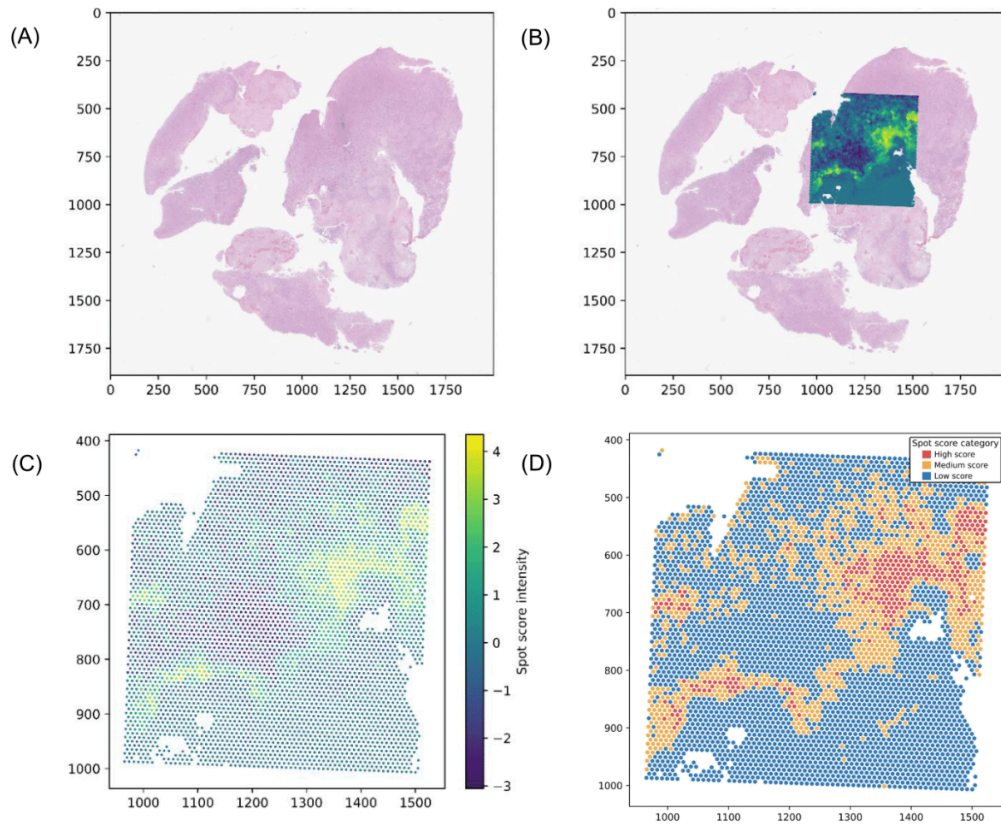 (A)
0
250
500
750
1000
1250
1500
1750
0 250 500 750 1000 1250 1500 1750
(B)
0
250
500
750
1000
1250
1500
1750
0 250 500 750 1000 1250 1500 1750
(C)
400
500
600
700
800
900
1000
1000 1100 1200 1300 1400 1500
4
3
2
1
0
−1
−2
−3
Spot score intensity
(D)
400
500
600
700
800
900
1000
1000 1100 1200 1300 1400 1500
Spot score category
High score
Medium score
Low score